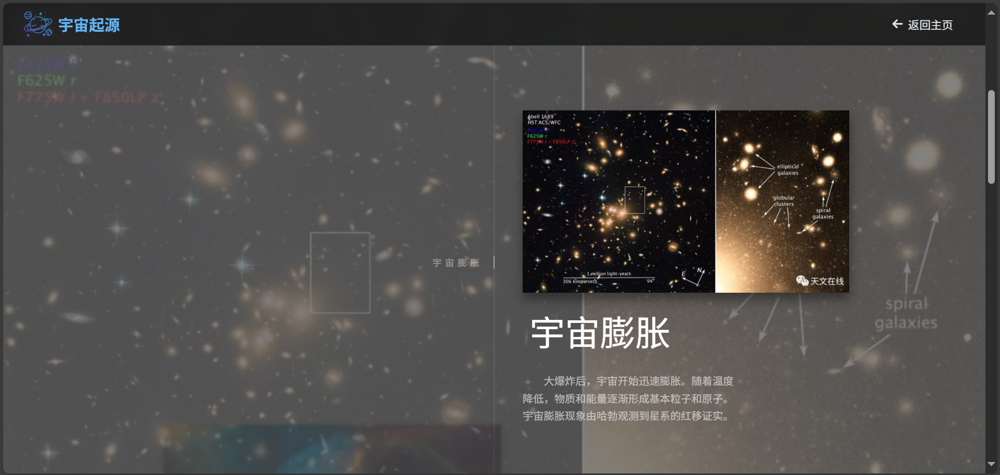 宇宙起源
返回主页
F475W g
F625W r
F775W i + F850LP z
宇宙膨胀
Abell 1689
HST ACS/WFC
F475W g
F625W r
F775W i + F850LP z
1 million light-years
306 kiloparsecs
94"
E
N
elliptical
galaxies
globular
clusters
spiral
galaxies
天文在线
spiral
galaxies
宇宙膨胀
大爆炸后，宇宙开始迅速膨胀。随着温度
降低，物质和能量逐渐形成基本粒子和原子。
宇宙膨胀现象由哈勃观测到星系的红移证实。